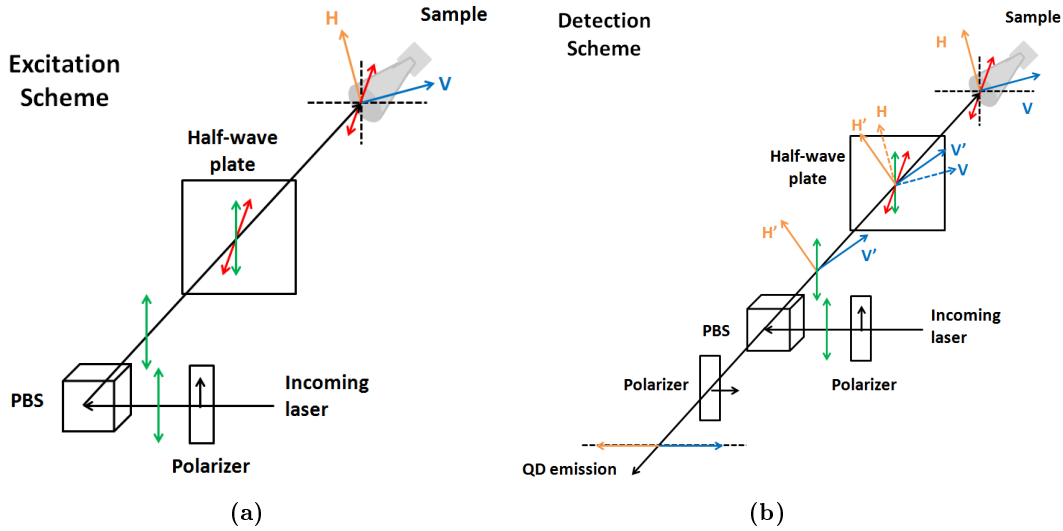 Excitation
Scheme
H
Sample
V
Half-wave
plate
PBS
Incoming
laser
Polarizer
(a)
Detection
Scheme
Sample
H
V
H'
H
V'
V
Half-wave
plate
H'
V'
PBS
Incoming
laser
Polarizer
Polarizer
QD emission
(b)